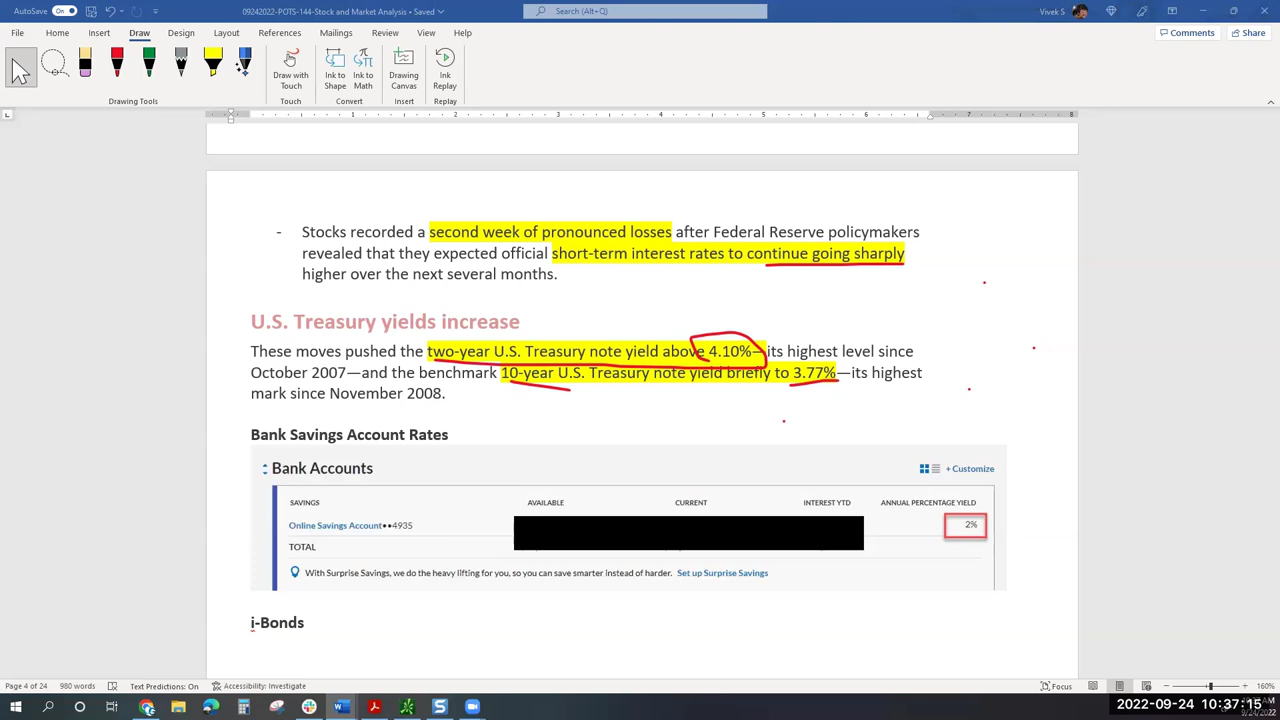 AutoSave On 09242022-POTS-144-Stock and Market Analysis • Saved Search (Alt+Q) Vivek S
File Home Insert Draw Design Layout References Mailings Review View Help Comments Share
Draw with Touch Ink to Shape Ink to Math Drawing Canvas Ink Replay
Drawing Tools Touch Convert Insert Replay
1 2 3 4 5 6 7 8
- Stocks recorded a second week of pronounced losses after Federal Reserve policymakers
revealed that they expected official short-term interest rates to continue going sharply
higher over the next several months.
U.S. Treasury yields increase
These moves pushed the two-year U.S. Treasury note yield above 4.10%—its highest level since
October 2007—and the benchmark 10-year U.S. Treasury note yield briefly to 3.77%—its highest
mark since November 2008.
Bank Savings Account Rates
Bank Accounts + Customize
SAVINGS AVAILABLE CURRENT INTEREST YTD ANNUAL PERCENTAGE YIELD
Online Savings Account••4935 2%
TOTAL
With Surprise Savings, we do the heavy lifting for you, so you can save smarter instead of harder. Set up Surprise Savings
i-Bonds
Page 4 of 24 980 words Text Predictions: On Accessibility: Investigate Focus 160%
2022-09-24 10:37:15